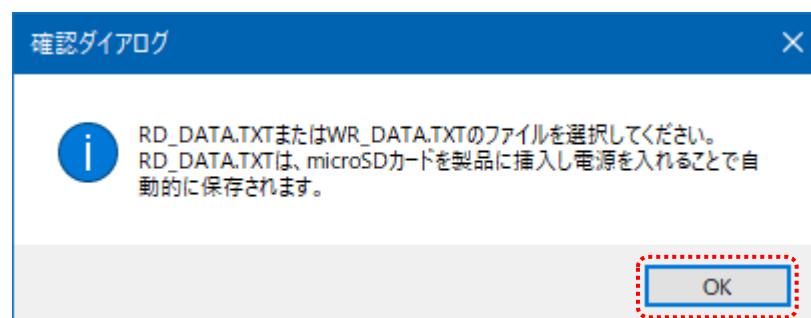 確認ダイアログ
RD_DATA.TXTまたはWR_DATA.TXTのファイルを選択してください。
RD_DATA.TXTは、microSDカードを製品に挿入し電源を入れることで自
動的に保存されます。
OK